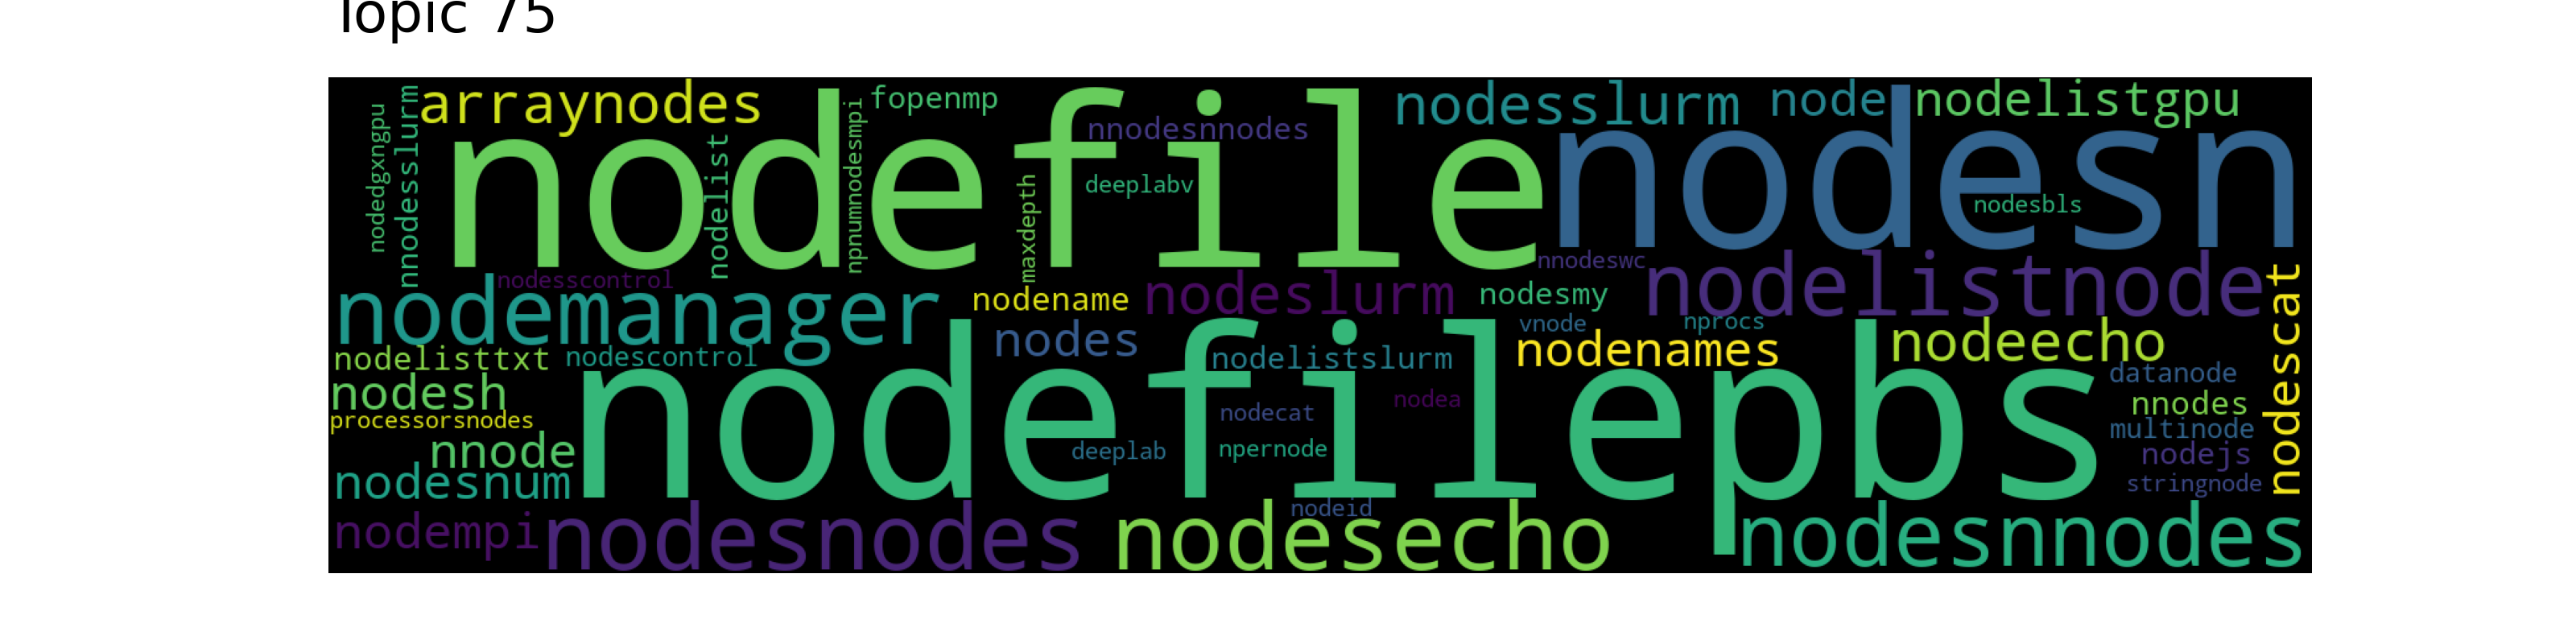 Topic 75
arraynodes
fopenmp
nodesslurm
node
nodelistgpu
nodedgxngpu
nnodesslurm
nodefile
nodelist
npnumnodesmpi
nnodesnnodes
deeplabv
maxdepth
nodesn
nodesbls
nnodeswc
nodelistnode
nodesscontrol
nodemanager
nodename
nodeslurm
nodesmy
nodescat
nodes
vnode
nprocs
nodenames
nodeecho
nodelisttxt
nodescontrol
nodelistslurm
nodefilepbs
datanode
nodesh
nodecat
nodea
nnodes
processorsnodes
multinode
nnode
deeplab
npernode
nodejs
nodesnum
stringnode
nodeid
nodempi
nodesnodes
nodesecho
nodesnnodes